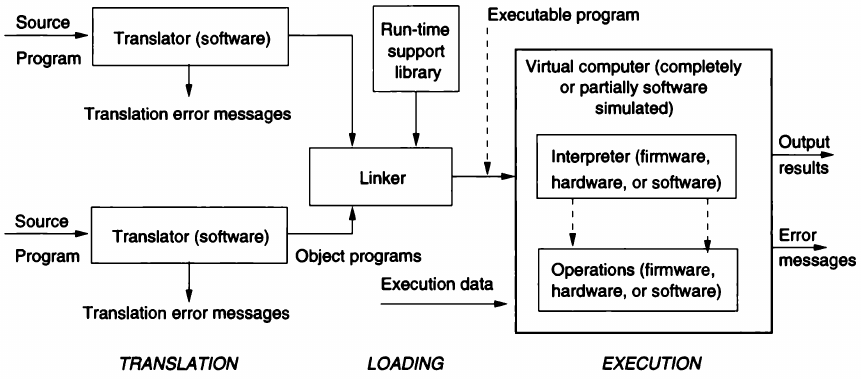 Source
Program
Translator (software)
Translation error messages
Run-time
support
library
Executable program
Linker
Source
Program
Translator (software)
Object programs
Translation error messages
Execution data
Virtual computer (completely
or partially software
simulated)
Interpreter (firmware,
hardware, or software)
Operations (firmware,
hardware, or software)
Output
results
Error
messages
TRANSLATION
LOADING
EXECUTION